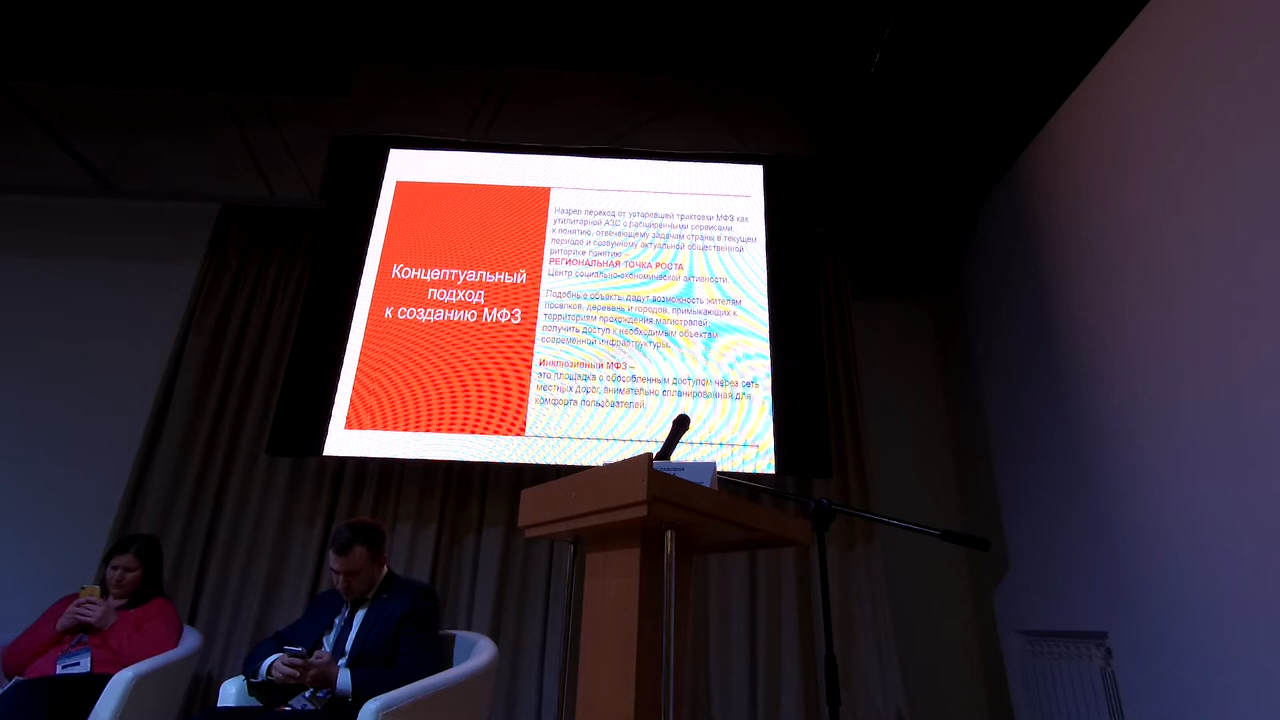 Концептуальный
подход
к созданию МФЗ
Назрел переход от устаревшей трактовки МФЗ как
утилитарной АЗС с расширенными сервисами,
к понятию, отвечающему задачам страны в текущем
периоде и созвучному актуальной общественной
риторике понятию –
РЕГИОНАЛЬНАЯ ТОЧКА РОСТА
Центр социально-экономической активности.
Подобные объекты дадут возможность жителям
поселков, деревень и городов, примыкающих к
территориям прохождения магистралей,
получить доступ к необходимым объектам
современной инфраструктуры.
Инклюзивный МФЗ –
это площадка с обособленным доступом через сеть
местных дорог, внимательно спланированная для
комфорта пользователей.